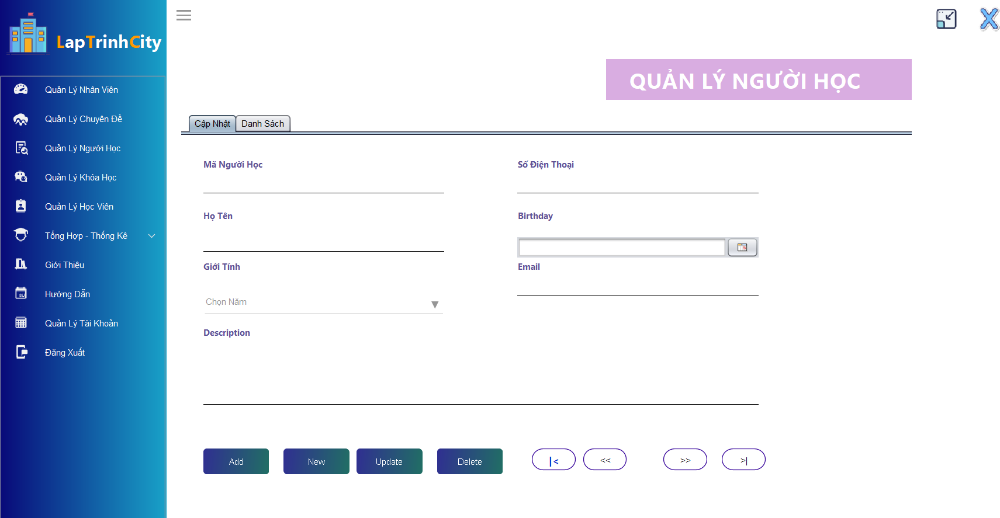 LapTrinhCity
Quản Lý Nhân Viên
Quản Lý Chuyên Đề
Quản Lý Người Học
Quản Lý Khóa Học
Quản Lý Học Viên
Tổng Hợp - Thống Kê
Giới Thiệu
Hướng Dẫn
Quản Lý Tài Khoản
Đăng Xuất
QUẢN LÝ NGƯỜI HỌC
Cập Nhật Danh Sách
Mã Người Học
Số Điện Thoại
Họ Tên
Birthday
Giới Tính
Email
Chọn Năm
Description
Add New Update Delete |< << >> >|